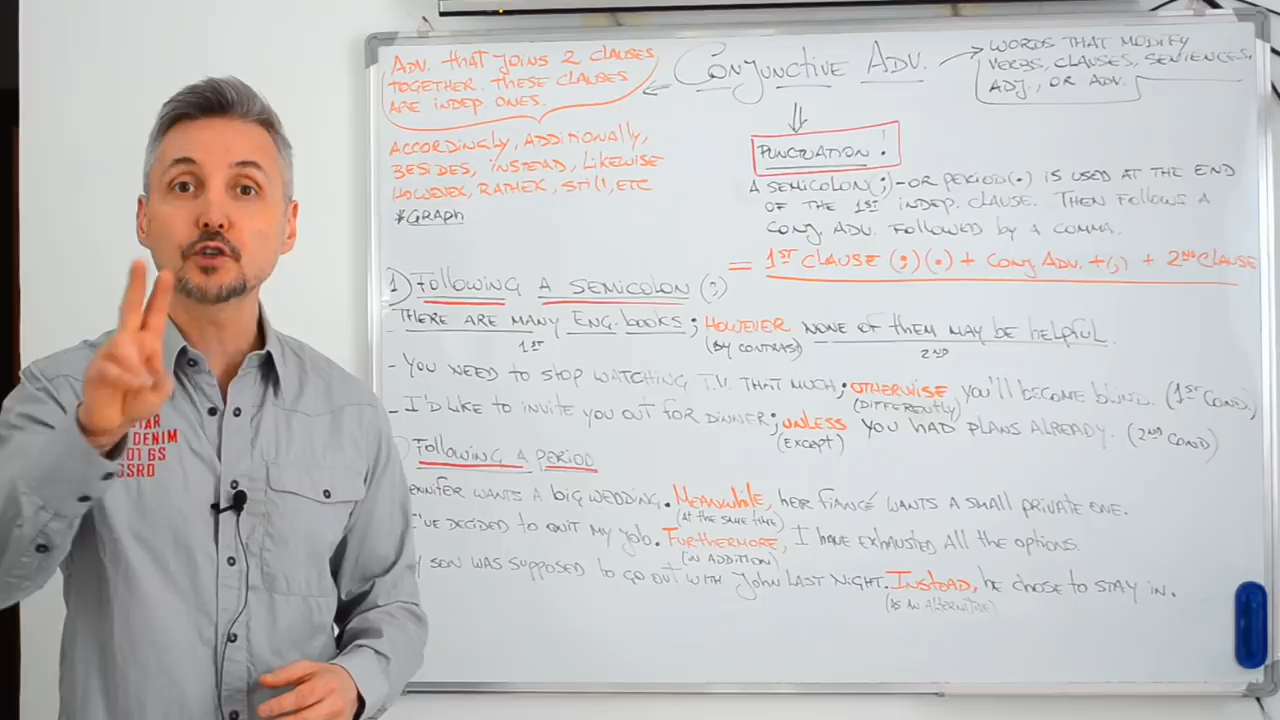 Conjunctive Adv.
ADV. THAT JOINS 2 CLAUSES
TOGETHER. THESE CLAUSES
ARE INDEP. ONES.
WORDS THAT MODIFY
VERBS, CLAUSES, SENTENCES,
ADJ., OR ADV.
ACCORDINGLY, ADDITIONALLY,
BESIDES, INSTEAD, LIKEWISE
HOWEVER, RATHER, STILL, ETC
*GRAPH
PUNCTUATION !
A SEMICOLON(;)-OR PERIOD(.) IS USED AT THE END
OF THE 1ST INDEP. CLAUSE. THEN FOLLOWS A
CONJ. ADV. FOLLOWED BY A COMMA.
= 1ST CLAUSE (;)(.) + CONJ ADV. +(,) + 2ND CLAUSE
1) Following A SEMICOLON (;)
- THERE ARE MANY ENG. BOOKS; HOWEVER NONE OF THEM MAY BE HELPFUL.
1ST (BY CONTRAST) 2ND
- YOU NEED TO STOP WATCHING T.V. THAT MUCH; OTHERWISE YOU'LL BECOME BLIND. (1ST COND.)
(DIFFERENTLY)
- I'D LIKE TO INVITE YOU OUT FOR DINNER; UNLESS YOU HAD PLANS ALREADY. (2ND COND)
(EXCEPT)
) Following A PERIOD
ENNIFER WANTS A BIG WEDDING. MEANWHILE, HER FIANCÉ WANTS A SMALL PRIVATE ONE.
(AT THE SAME TIME)
I'VE DECIDED TO QUIT MY JOB. FURTHERMORE, I HAVE EXHAUSTED ALL THE OPTIONS.
(IN ADDITION)
Y SON WAS SUPPOSED TO GO OUT WITH JOHN LAST NIGHT. INSTEAD, HE CHOSE TO STAY IN.
(AS AN ALTERNITIVE)
STAR
DENIM
01 GS
SSRD